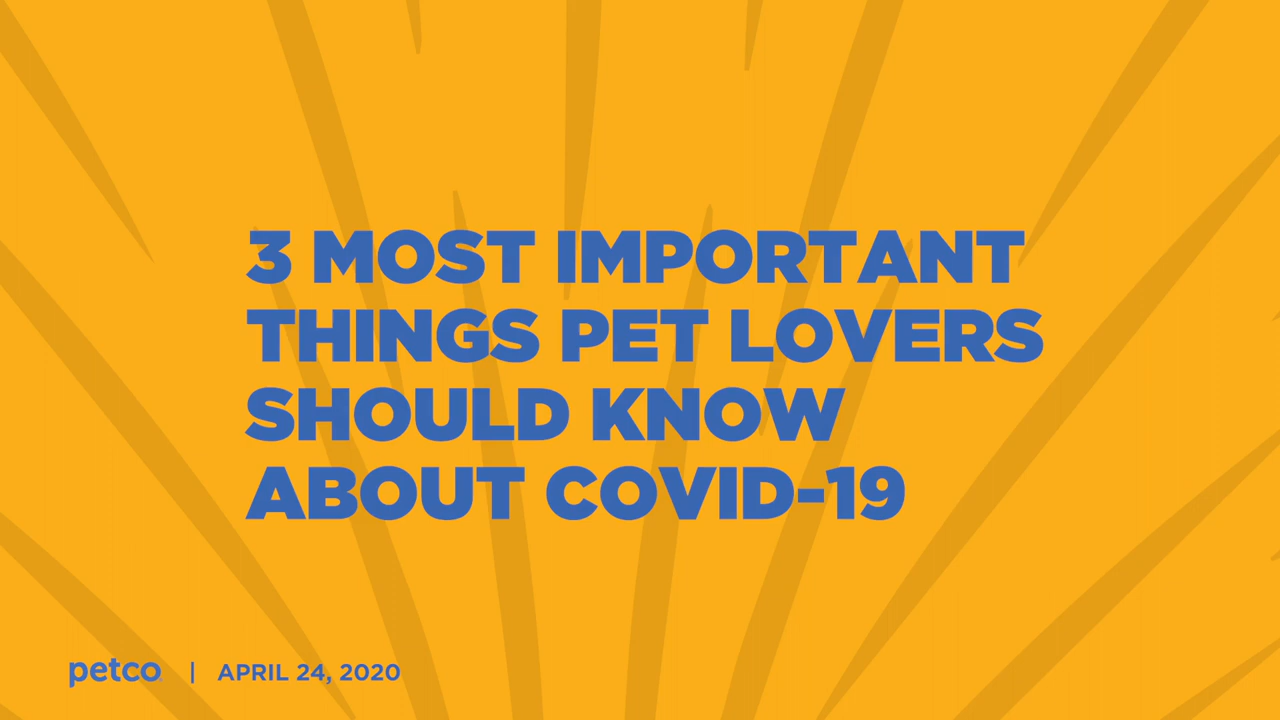 3 MOST IMPORTANT
THINGS PET LOVERS
SHOULD KNOW
ABOUT COVID-19
petco | APRIL 24, 2020